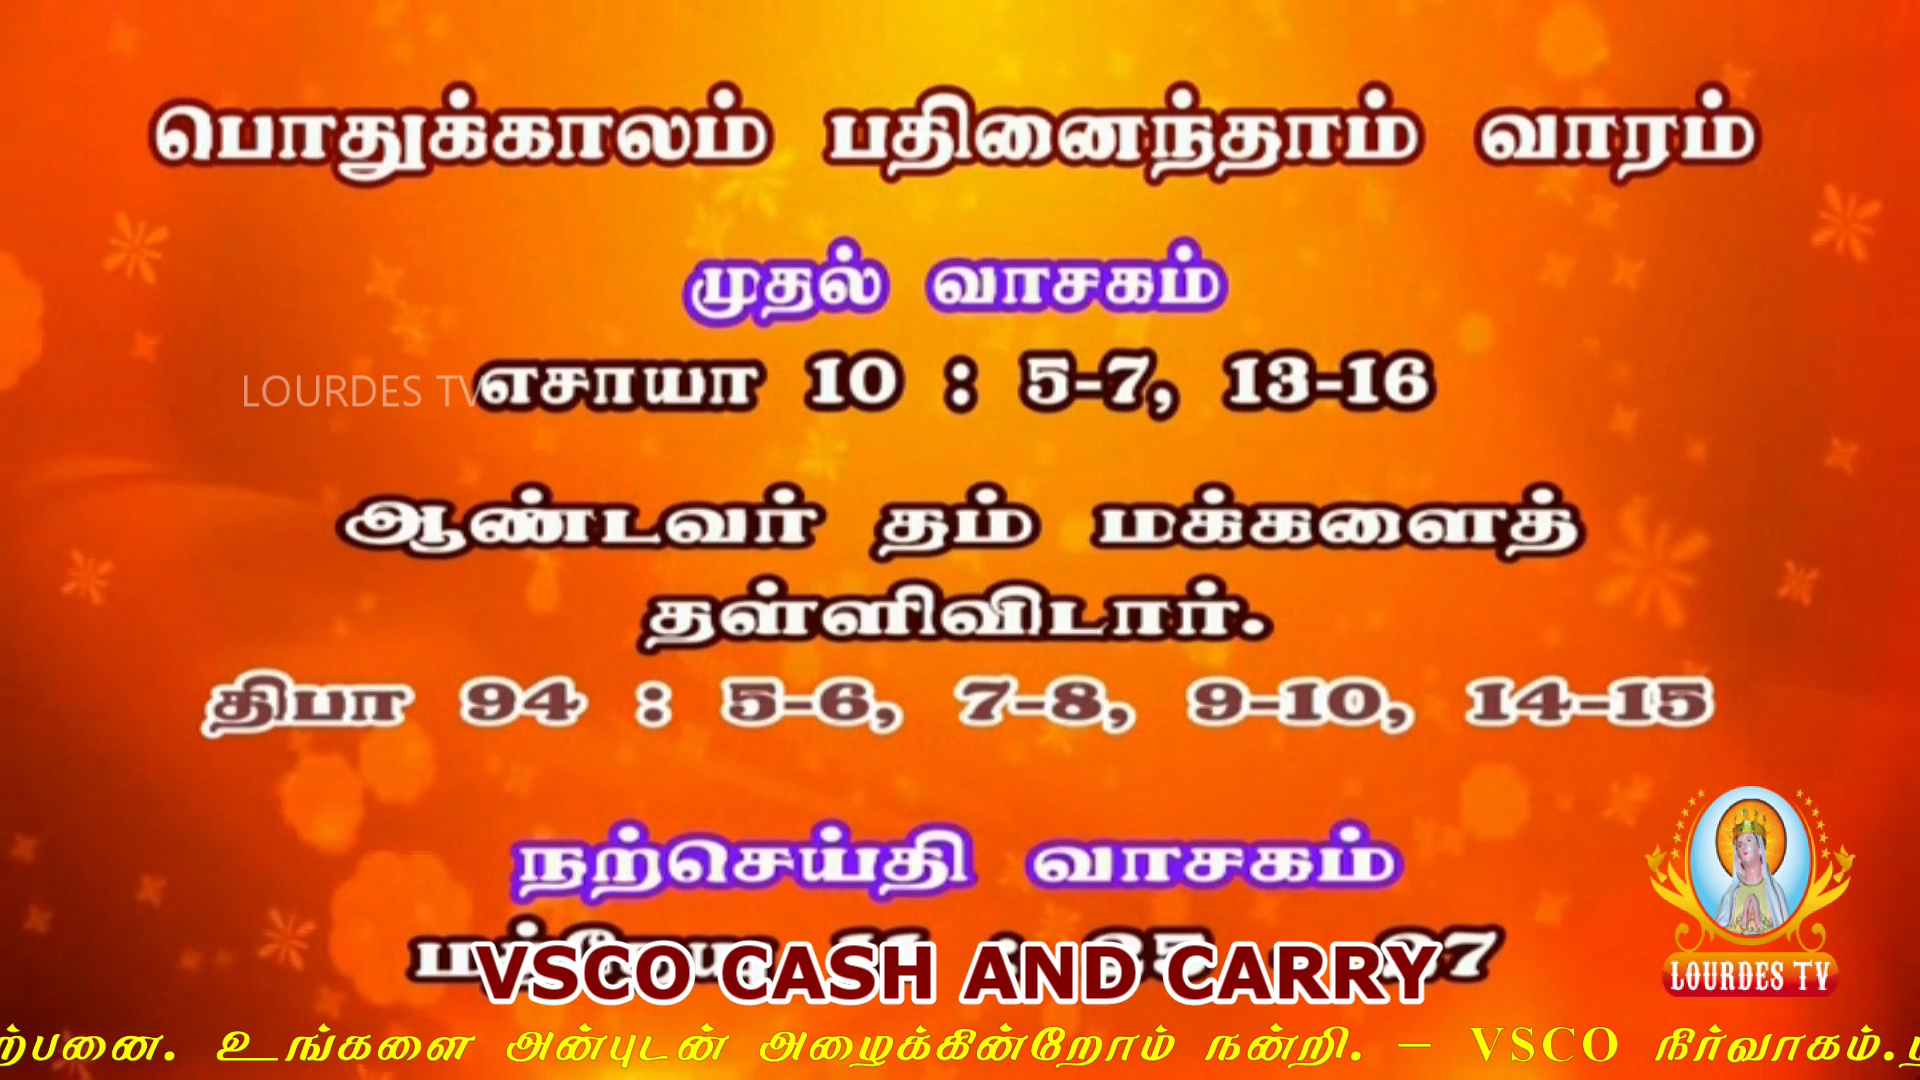 பொதுக்காலம் பதினைந்தாம் வாரம்
முதல் வாசகம்
LOURDES TV
எசாயா 10 : 5-7, 13-16
ஆண்டவர் தம் மக்களைத்
தள்ளிவிடார்.
திபா 94 : 5-6, 7-8, 9-10, 14-15
நற்செய்தி வாசகம்
VSCO CASH AND CARRY
LOURDES TV
ற்பனை. உங்களை அன்புடன் அழைக்கின்றோம் நன்றி. – VSCO நிர்வாகம்.